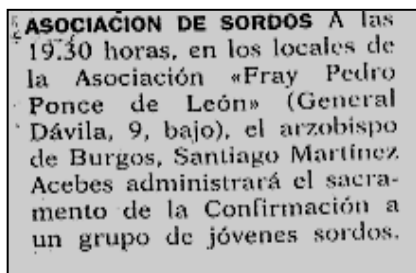 ASOCIACION DE SORDOS A las
19.30 horas, en los locales de
la Asociación «Fray Pedro
Ponce de León» (General
Dávila, 9, bajo), el arzobispo
de Burgos, Santiago Martínez
Acebes administrará el sacra-
mento de la Confirmación a
un grupo de jóvenes sordos.